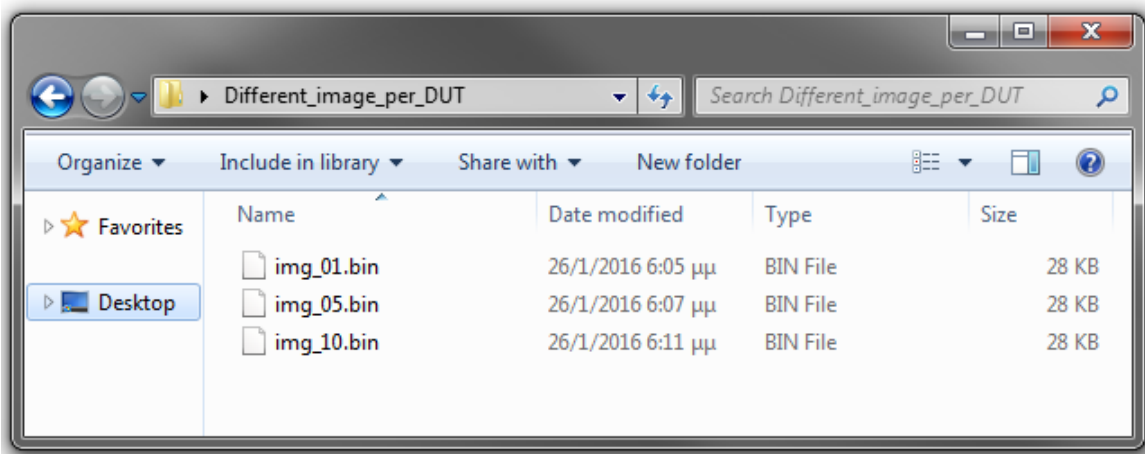 Different_image_per_DUT Search Different_image_per_DUT
Organize Include in library Share with New folder
Favorites
Desktop
Name Date modified Type Size
img_01.bin 26/1/2016 6:05 μμ BIN File 28 KB
img_05.bin 26/1/2016 6:07 μμ BIN File 28 KB
img_10.bin 26/1/2016 6:11 μμ BIN File 28 KB